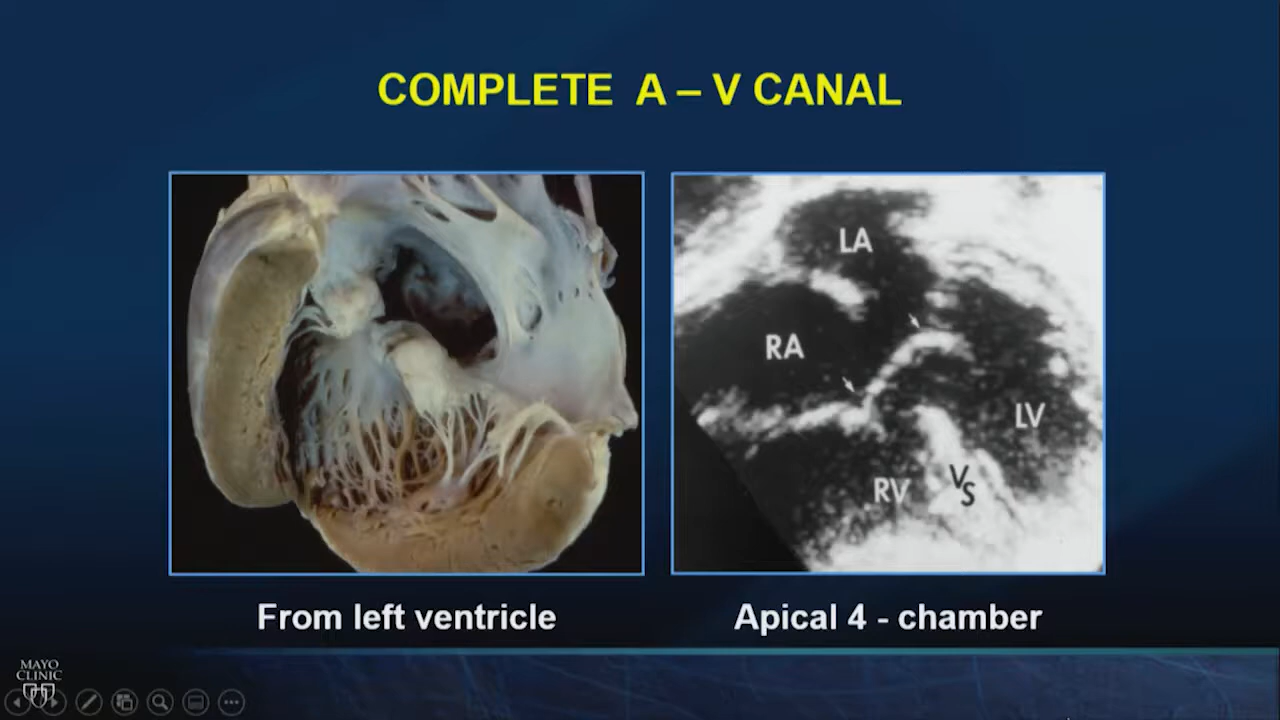 COMPLETE A – V CANAL
LA
RA
LV
RV
VS
From left ventricle
Apical 4 - chamber
MAYO
CLINIC